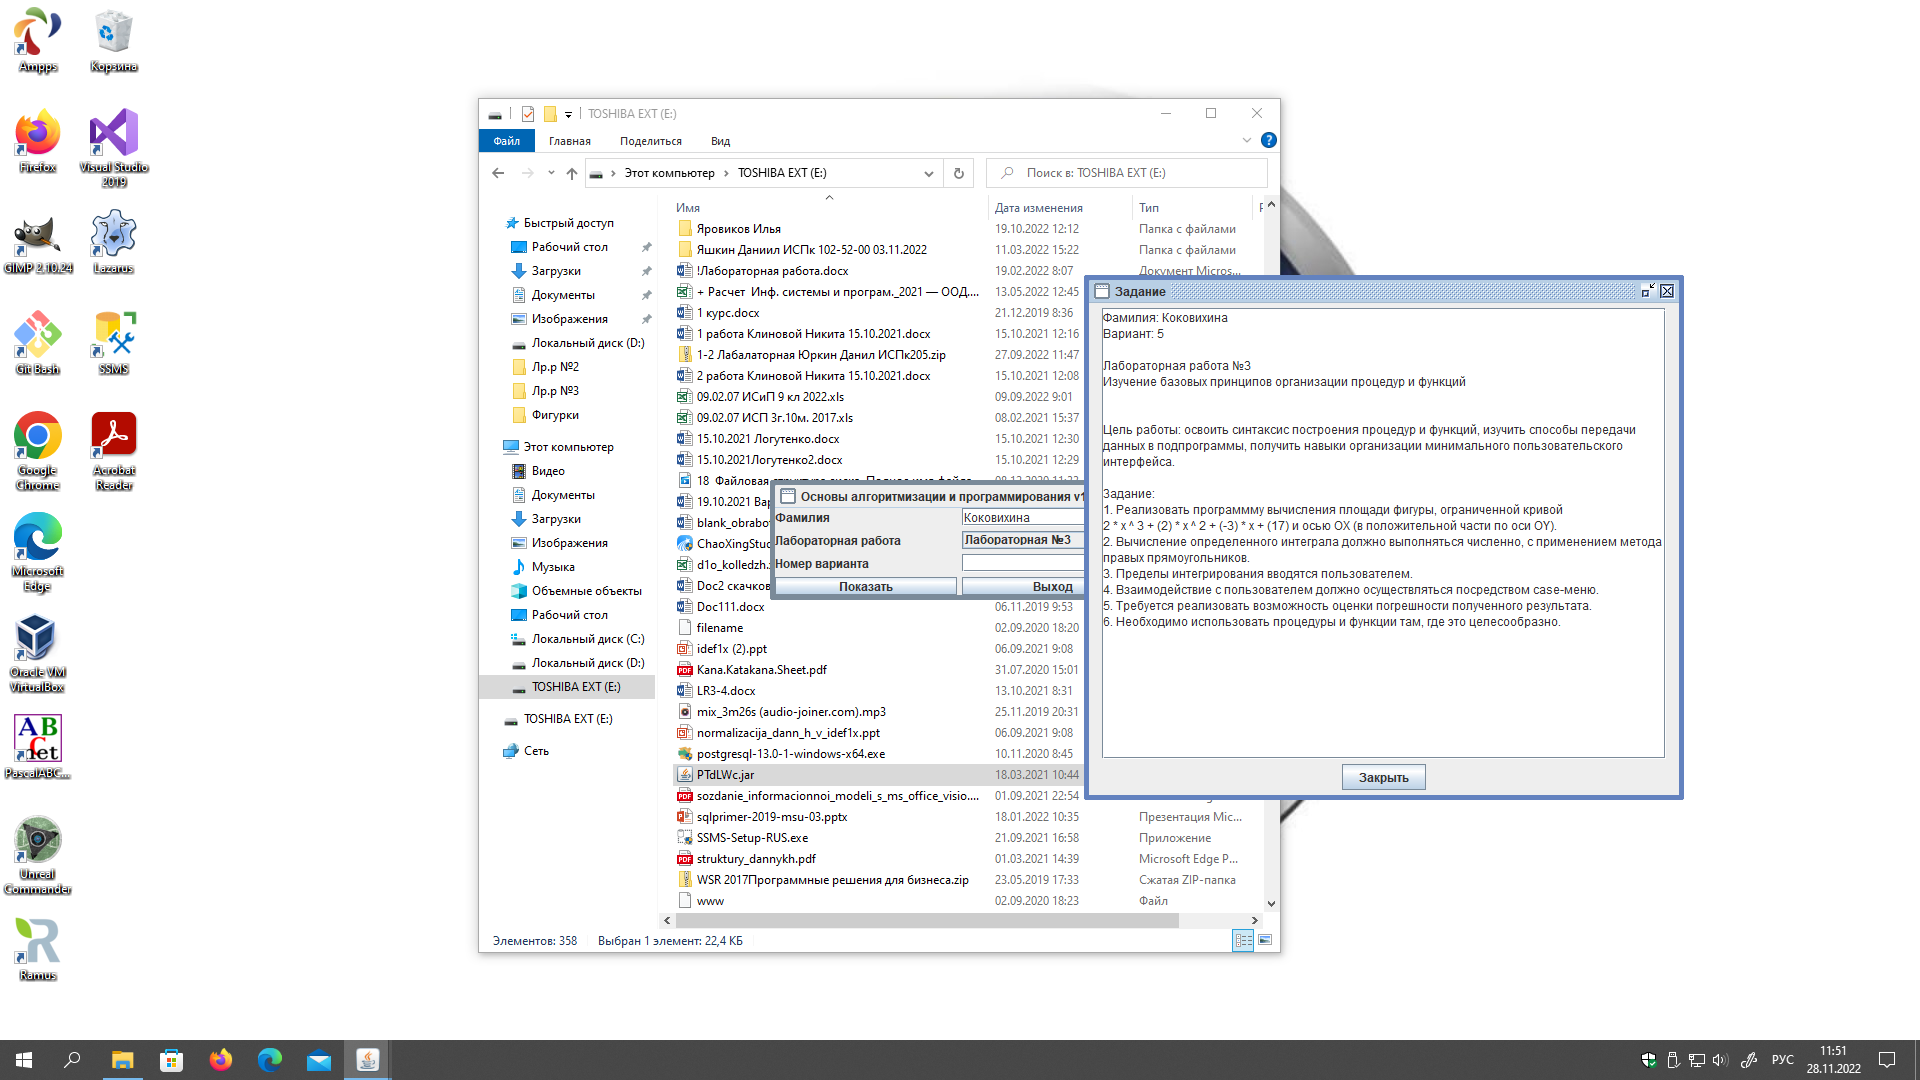 Ampps
Корзина
Firefox
Visual Studio
2019
GIMP 2.10.24
Lazarus
Git Bash
SSMS
Google
Chrome
Acrobat
Reader
Microsoft
Edge
Oracle VM
VirtualBox
PascalABC...
Unreal
Commander
Ramus
TOSHIBA EXT (E:)
Файл
Главная
Поделиться
Вид
Этот компьютер > TOSHIBA EXT (E:)
Поиск в: TOSHIBA EXT (E:)
Быстрый доступ
Рабочий стол
Загрузки
Документы
Изображения
Локальный диск (D:)
Лр.р №2
Лр.р №3
Фигурки
Этот компьютер
Видео
Документы
Загрузки
Изображения
Музыка
Объемные объекты
Рабочий стол
Локальный диск (C:)
Локальный диск (D:)
TOSHIBA EXT (E:)
TOSHIBA EXT (E:)
Сеть
Имя Дата изменения Тип
Яровиков Илья 19.10.2022 12:12 Папка с файлами
Яшкин Даниил ИСПк 102-52-00 03.11.2022 11.03.2022 15:22 Папка с файлами
!Лабораторная работа.docx 19.02.2022 8:07 Документ Micros...
+ Расчет Инф. системы и програм._2021 — ООД.... 13.05.2022 12:45
1 курс.docx 21.12.2019 8:36
1 работа Клиновой Никита 15.10.2021.docx 15.10.2021 12:16
1-2 Лабалаторная Юркин Данил ИСПк205.zip 27.09.2022 11:47
2 работа Клиновой Никита 15.10.2021.docx 15.10.2021 12:08
09.02.07 ИСиП 9 кл 2022.xls 09.09.2022 9:01
09.02.07 ИСП 3г.10м. 2017.xls 08.02.2021 15:37
15.10.2021 Логутенко.docx 15.10.2021 12:30
15.10.2021Логутенко2.docx 15.10.2021 12:29
19.10.2021
blank_obrabo
ChaoXingStuc
d1o_kolledzh.
Doc2 скачков
Doc111.docx 06.11.2019 9:53
filename 02.09.2020 18:20
idef1x (2).ppt 06.09.2021 9:08
Kana.Katakana.Sheet.pdf 31.07.2020 15:01
LR3-4.docx 13.10.2021 8:31
mix_3m26s (audio-joiner.com).mp3 25.11.2019 20:31
normalizacija_dann_h_v_idef1x.ppt 06.09.2021 9:08
postgresql-13.0-1-windows-x64.exe 10.11.2020 8:45
PTdLWc.jar 18.03.2021 10:44
sozdanie_informacionnoi_modeli_s_ms_office_visio.... 01.09.2021 22:54
sqlprimer-2019-msu-03.pptx 18.01.2022 10:35 Презентация Mic...
SSMS-Setup-RUS.exe 21.09.2021 16:58 Приложение
struktury_dannykh.pdf 01.03.2021 14:39 Microsoft Edge P...
WSR 2017Программные решения для бизнеса.zip 23.05.2019 17:33 Сжатая ZIP-папка
www 02.09.2020 18:23 Файл
Элементов: 358 Выбран 1 элемент: 22,4 КБ
Основы алгоритмизации и программирования v1
Фамилия Коковихина
Лабораторная работа Лабораторная №3
Номер варианта
Показать Выход
Задание
Фамилия: Коковихина
Вариант: 5
Лабораторная работа №3
Изучение базовых принципов организации процедур и функций
Цель работы: освоить синтаксис построения процедур и функций, изучить способы передачи
данных в подпрограммы, получить навыки организации минимального пользовательского
интерфейса.
Задание:
1. Реализовать программу вычисления площади фигуры, ограниченной кривой
2 * x ^ 3 + (2) * x ^ 2 + (-3) * x + (17) и осью OX (в положительной части по оси OY).
2. Вычисление определенного интеграла должно выполняться численно, с применением метода
правых прямоугольников.
3. Пределы интегрирования вводятся пользователем.
4. Взаимодействие с пользователем должно осуществляться посредством case-меню.
5. Требуется реализовать возможность оценки погрешности полученного результата.
6. Необходимо использовать процедуры и функции там, где это целесообразно.
Закрыть
РУС
11:51
28.11.2022